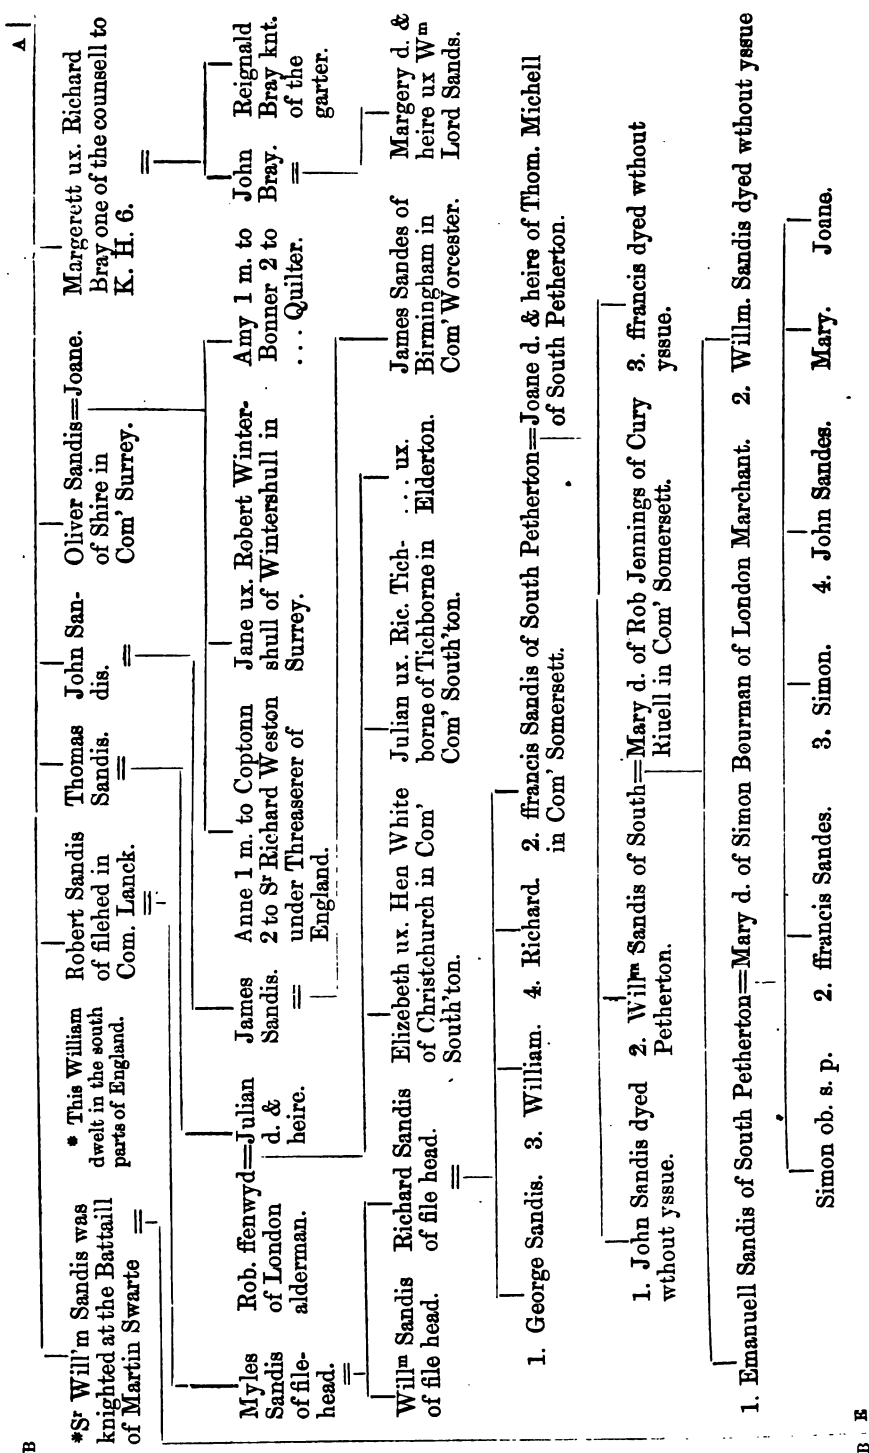 B
A
*Sʳ Will'm Sandis was
knighted at the Battaill
of Martin Swarte
* This William
dwelt in the south
parts of England.
Robert Sandis
of filehed in
Com. Lanck.
Thomas
Sandis.
John San-
dis.
Oliver Sandis=Joane.
of Shire in
Com' Surrey.
Margerett ux. Richard
Bray one of the counsell to
K. H. 6.
Myles
Sandis
of file-
head.
Rob. ffenwyd=Julian
of London
alderman.
d. &
heire.
James
Sandis.
Anne 1 m. to Coptonn
2 to Sʳ Richard Weston
under Threaserer of
England.
Jane ux. Robert Winter-
shull of Wintershull in
Surrey.
Amy 1 m. to
Bonner 2 to
... Quilter.
John
Bray.
Reignald
Bray knt.
of the
garter.
Willᵐ Sandis
of file head.
Richard Sandis
of file head.
Elizebeth ux. Hen White
of Christchurch in Com'
South'ton.
Julian ux. Ric. Tich-
borne of Tichborne in
Com' South'ton.
... ux.
Elderton.
James Sandes of
Birmingham in
Com' Worcester.
Margery d. &
heire ux Wᵐ
Lord Sands.
1. George Sandis. 3. William. 4. Richard. 2. ffrancis Sandis of South Petherton=Joane d. & heire of Thom. Michell
in Com' Somersett.
of South Petherton.
1. John Sandis dyed
wthout yssue.
2. Willᵐ Sandis of South=Mary d. of Rob Jennings of Cury
Petherton.
Riuell in Com' Somersett.
3. ffrancis dyed wthout
yssue.
1. Emanuell Sandis of South Petherton=Mary d. of Simon Bourman of London Marchant. 2. Willm. Sandis dyed wthout yssue
Simon ob. s. p. 2. ffrancis Sandes. 3. Simon. 4. John Sandes. Mary. Joane.
B E